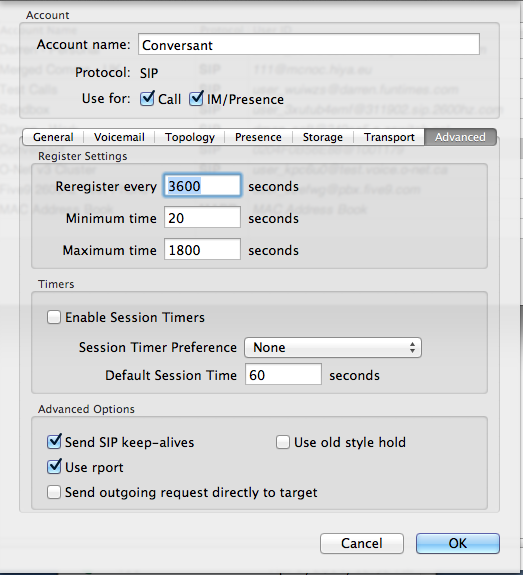 Account
Account name: Conversant
Protocol: SIP
Use for: Call IM/Presence
General Voicemail Topology Presence Storage Transport Advanced
Register Settings
Reregister every 3600 seconds
Minimum time 20 seconds
Maximum time 1800 seconds
Timers
Enable Session Timers
Session Timer Preference None
Default Session Time 60 seconds
Advanced Options
Send SIP keep-alives Use old style hold
Use rport
Send outgoing request directly to target
Cancel OK